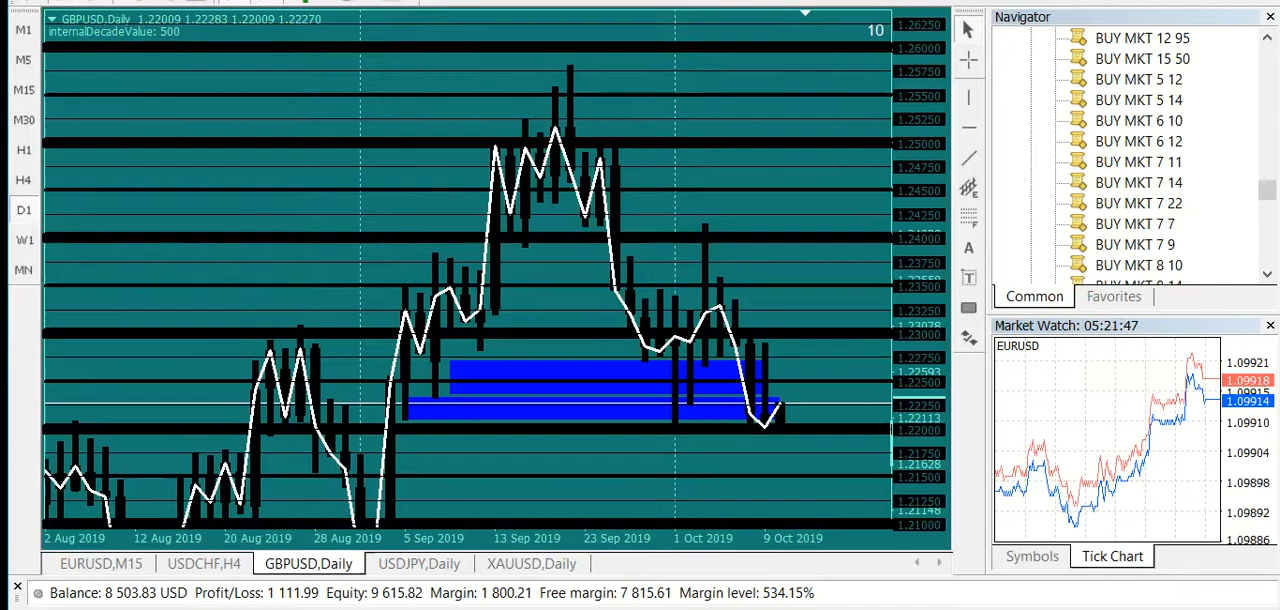 M1
M5
M15
M30
H1
H4
D1
W1
MN
GBPUSD,Daily 1.22009 1.22283 1.22009 1.22270
internalDecadeValue: 500
10
1.26250
1.26000
1.25750
1.25500
1.25250
1.25000
1.24750
1.24500
1.24250
1.24000
1.23750
1.23500
1.23250
1.23078
1.23000
1.22750
1.22593
1.22500
1.22250
1.22113
1.22000
1.21750
1.21628
1.21500
1.21250
1.21148
1.21000
2 Aug 2019
12 Aug 2019
20 Aug 2019
28 Aug 2019
5 Sep 2019
13 Sep 2019
23 Sep 2019
1 Oct 2019
9 Oct 2019
EURUSD,M15
USDCHF,H4
GBPUSD,Daily
USDJPY,Daily
XAUUSD,Daily
E
F
A
T
Navigator
BUY MKT 12 95
BUY MKT 15 50
BUY MKT 5 12
BUY MKT 5 14
BUY MKT 6 10
BUY MKT 6 12
BUY MKT 7 11
BUY MKT 7 14
BUY MKT 7 22
BUY MKT 7 7
BUY MKT 7 9
BUY MKT 8 10
Common
Favorites
Market Watch: 05:21:47
EURUSD
1.09921
1.09918
1.09915
1.09914
1.09910
1.09904
1.09898
1.09892
1.09886
Symbols
Tick Chart
Balance: 8 503.83 USD Profit/Loss: 1 111.99 Equity: 9 615.82 Margin: 1 800.21 Free margin: 7 815.61 Margin level: 534.15%